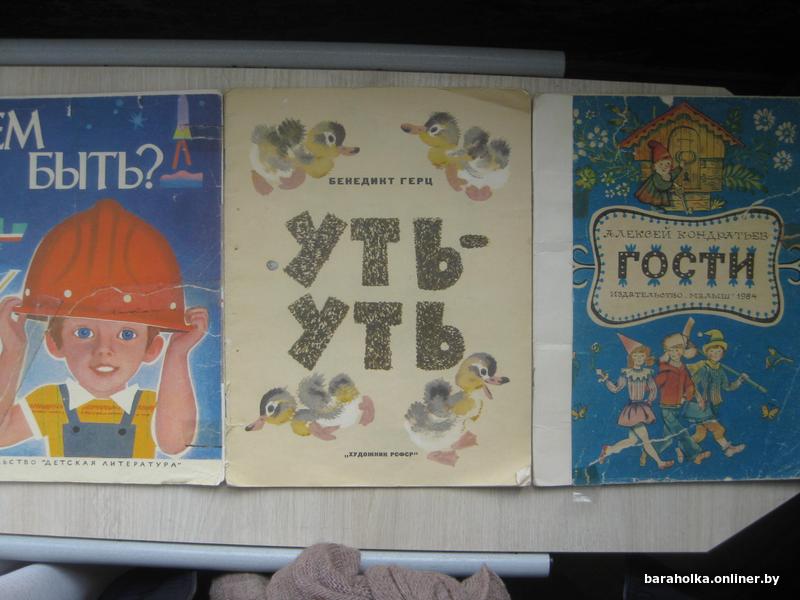 ЕМ
БЫТЬ?
ЬСТВО "ДЕТСКАЯ ЛИТЕРАТУРА"
БЕНЕДИКТ ГЕРЦ
УТЬ-
УТЬ
„ХУДОЖНИК РСФСР"
АЛЕКСЕЙ КОНДРАТЬЕВ
ГОСТИ
ИЗДАТЕЛЬСТВО „МАЛЫШ" 1984
baraholka.onliner.by